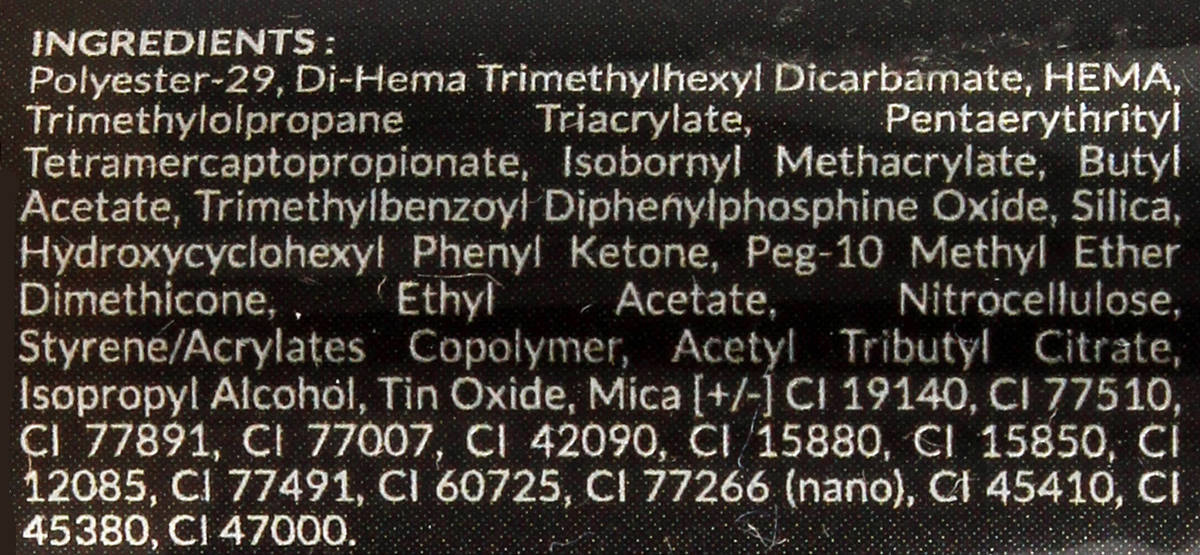 INGREDIENTS :
Polyester-29, Di-Hema Trimethylhexyl Dicarbamate, HEMA,
Trimethylolpropane Triacrylate, Pentaerythrityl
Tetramercaptopropionate, Isobornyl Methacrylate, Butyl
Acetate, Trimethylbenzoyl Diphenylphosphine Oxide, Silica,
Hydroxycyclohexyl Phenyl Ketone, Peg-10 Methyl Ether
Dimethicone, Ethyl Acetate, Nitrocellulose,
Styrene/Acrylates Copolymer, Acetyl Tributyl Citrate,
Isopropyl Alcohol, Tin Oxide, Mica [+/-] CI 19140, CI 77510,
CI 77891, CI 77007, CI 42090, CI 15880, CI 15850, CI
12085, CI 77491, CI 60725, CI 77266 (nano), CI 45410, CI
45380, CI 47000.